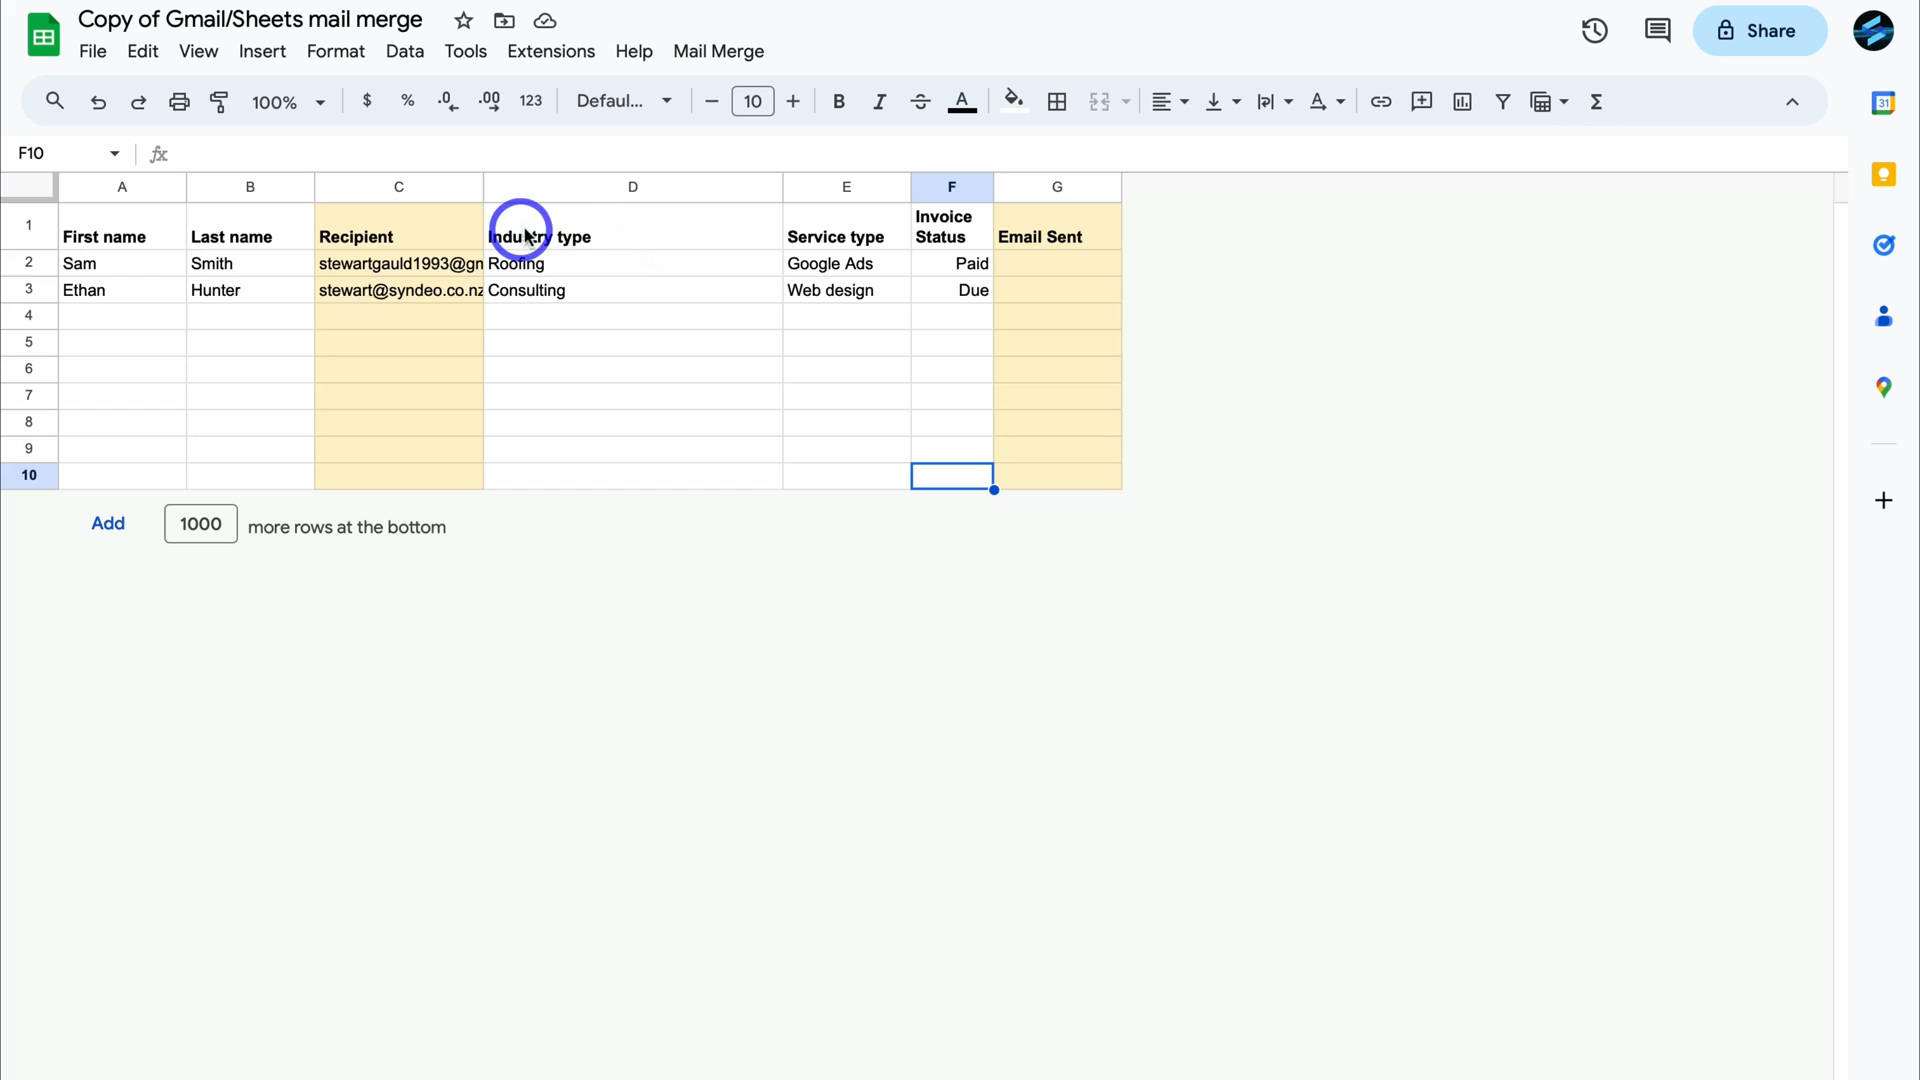 Copy of Gmail/Sheets mail merge
Share
File Edit View Insert Format Data Tools Extensions Help Mail Merge
100% $ % .0 .00 123 Defaul... 10 B I A A Σ
31
F10 fx
A B C D E F G
1 First name Last name Recipient Industry type Service type Invoice Status Email Sent
2 Sam Smith stewartgauld1993@gm Roofing Google Ads Paid
3 Ethan Hunter stewart@syndeo.co.nz Consulting Web design Due
4
5
6
7
8
9
10
Add 1000 more rows at the bottom